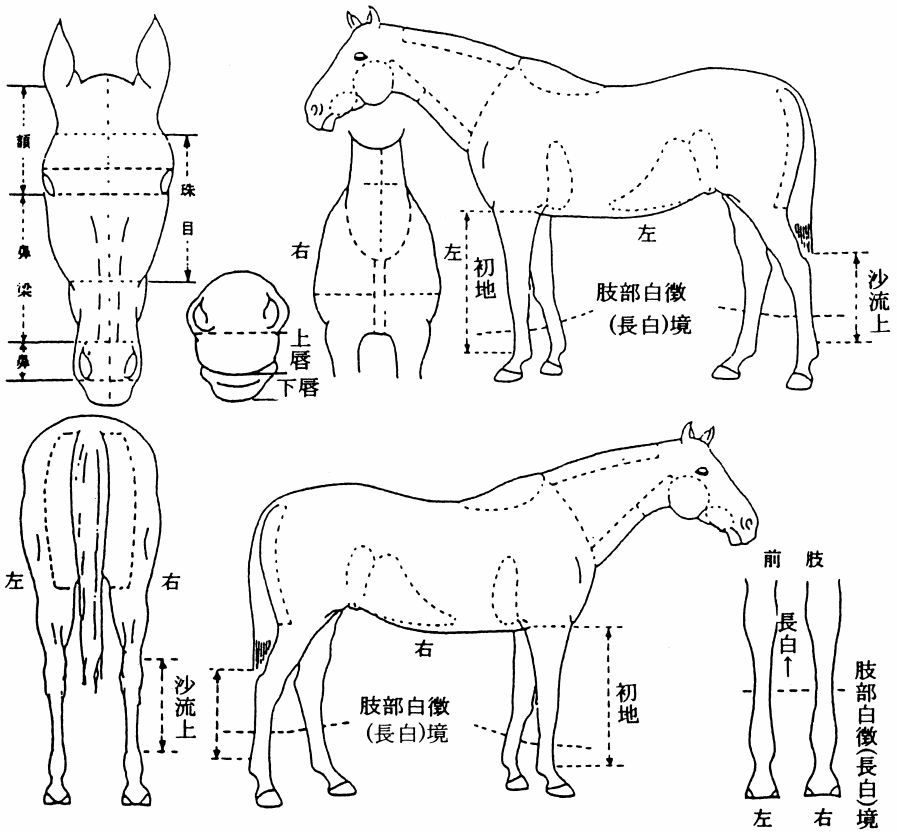 額
鼻
梁
鼻
珠
目
上
唇
下唇
右
左
初
地
左
肢部白徴
(長白)境
沙
流
上
左
右
沙
流
上
右
肢部白徴
(長白)境
初
地
前 肢
長
白
↑
肢
部
白
徴
(長
白)
境
左
右